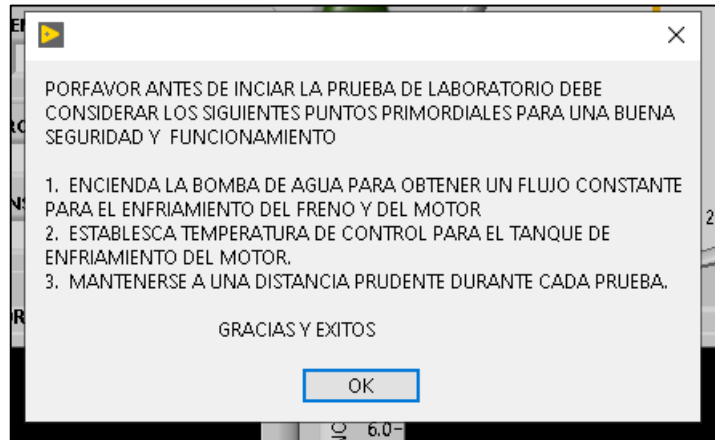 PORFAVOR ANTES DE INCIAR LA PRUEBA DE LABORATORIO DEBE
CONSIDERAR LOS SIGUIENTES PUNTOS PRIMORDIALES PARA UNA BUENA
SEGURIDAD Y FUNCIONAMIENTO
1. ENCIENDA LA BOMBA DE AGUA PARA OBTENER UN FLUJO CONSTANTE
PARA EL ENFRIAMIENTO DEL FRENO Y DEL MOTOR
2. ESTABLESCA TEMPERATURA DE CONTROL PARA EL TANQUE DE
ENFRIAMIENTO DEL MOTOR.
3. MANTENERSE A UNA DISTANCIA PRUDENTE DURANTE CADA PRUEBA.
GRACIAS Y EXITOS
OK
2
6.0